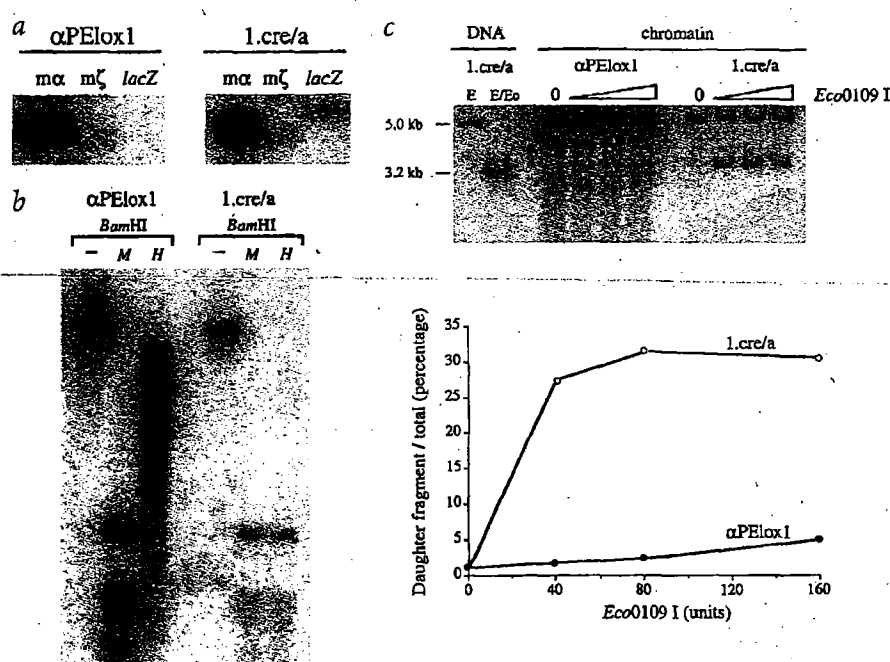 a
αPElox1
1.cre/a
mα mζ lacZ
mα mζ lacZ
b
αPElox1
1.cre/a
BamHI
BamHI
– M H
– M H
c
DNA
chromatin
1.cre/a
αPElox1
1.cre/a
E E/Eo
0
0
Eco0109 I
5.0 kb
3.2 kb
Daughter fragment / total (percentage)
35
30
25
20
15
10
5
0
1.cre/a
αPElox1
0 40 80 120 160
Eco0109 I (units)